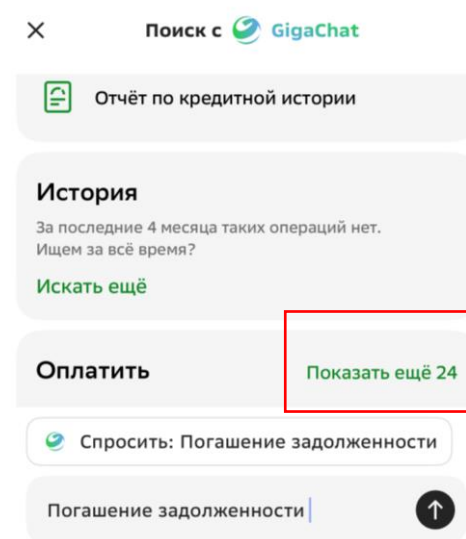 Поиск с GigaChat
Отчёт по кредитной истории
История
За последние 4 месяца таких операций нет.
Ищем за всё время?
Искать ещё
Оплатить Показать ещё 24
Спросить: Погашение задолженности
Погашение задолженности